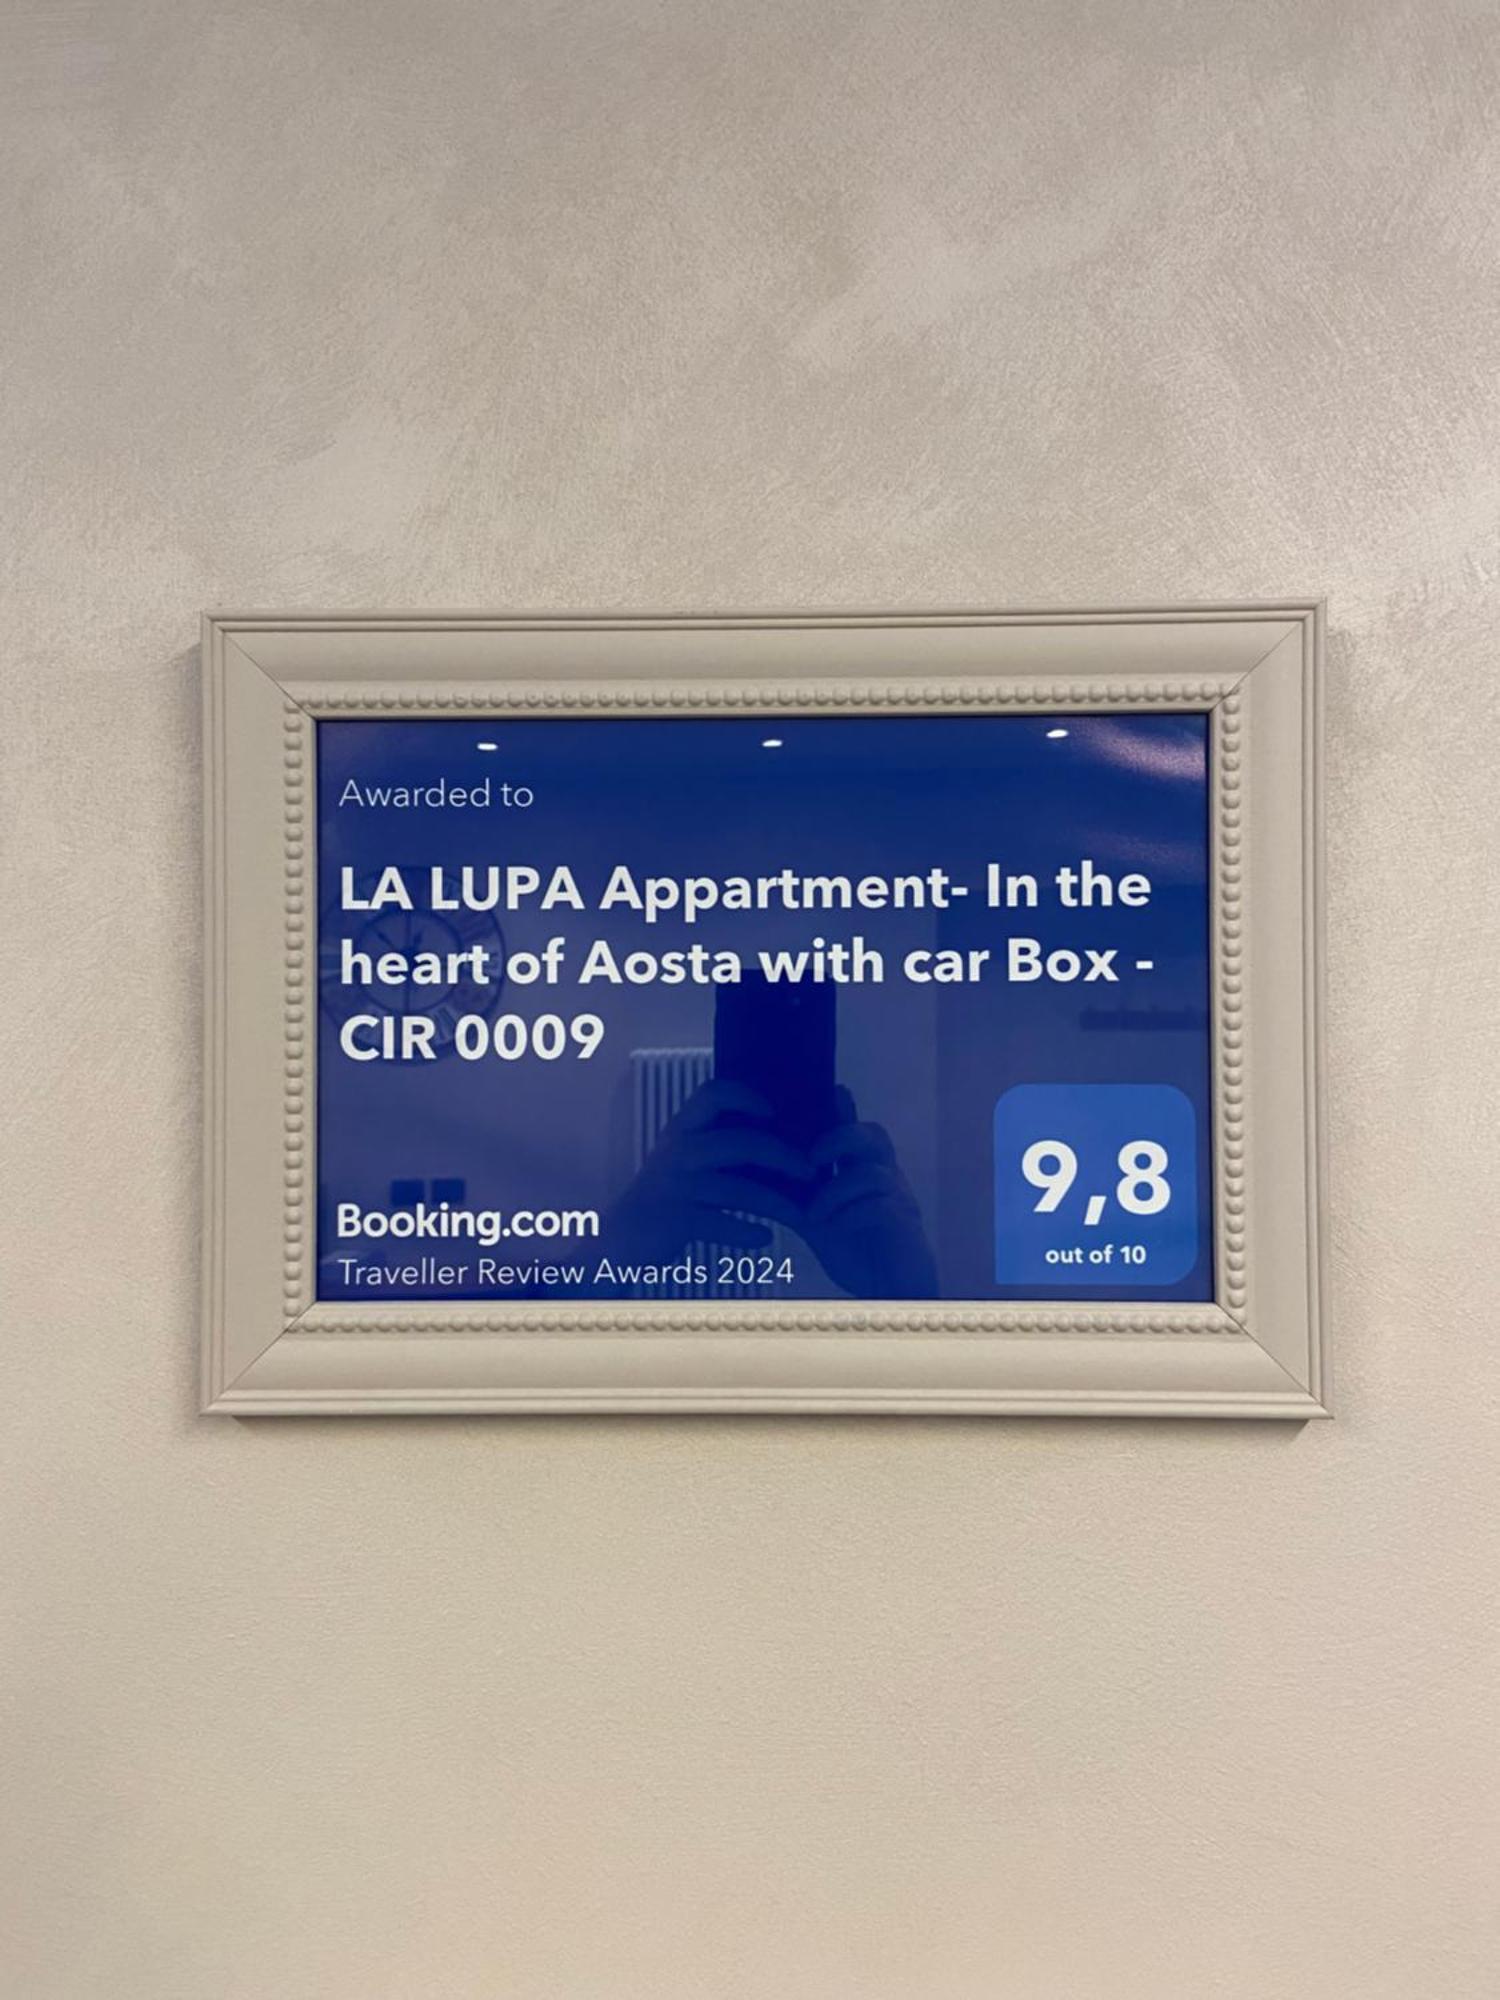 Awarded to
LA LUPA Appartment- In the
heart of Aosta with car Box -
CIR 0009
Booking.com
Traveller Review Awards 2024
9,8
out of 10